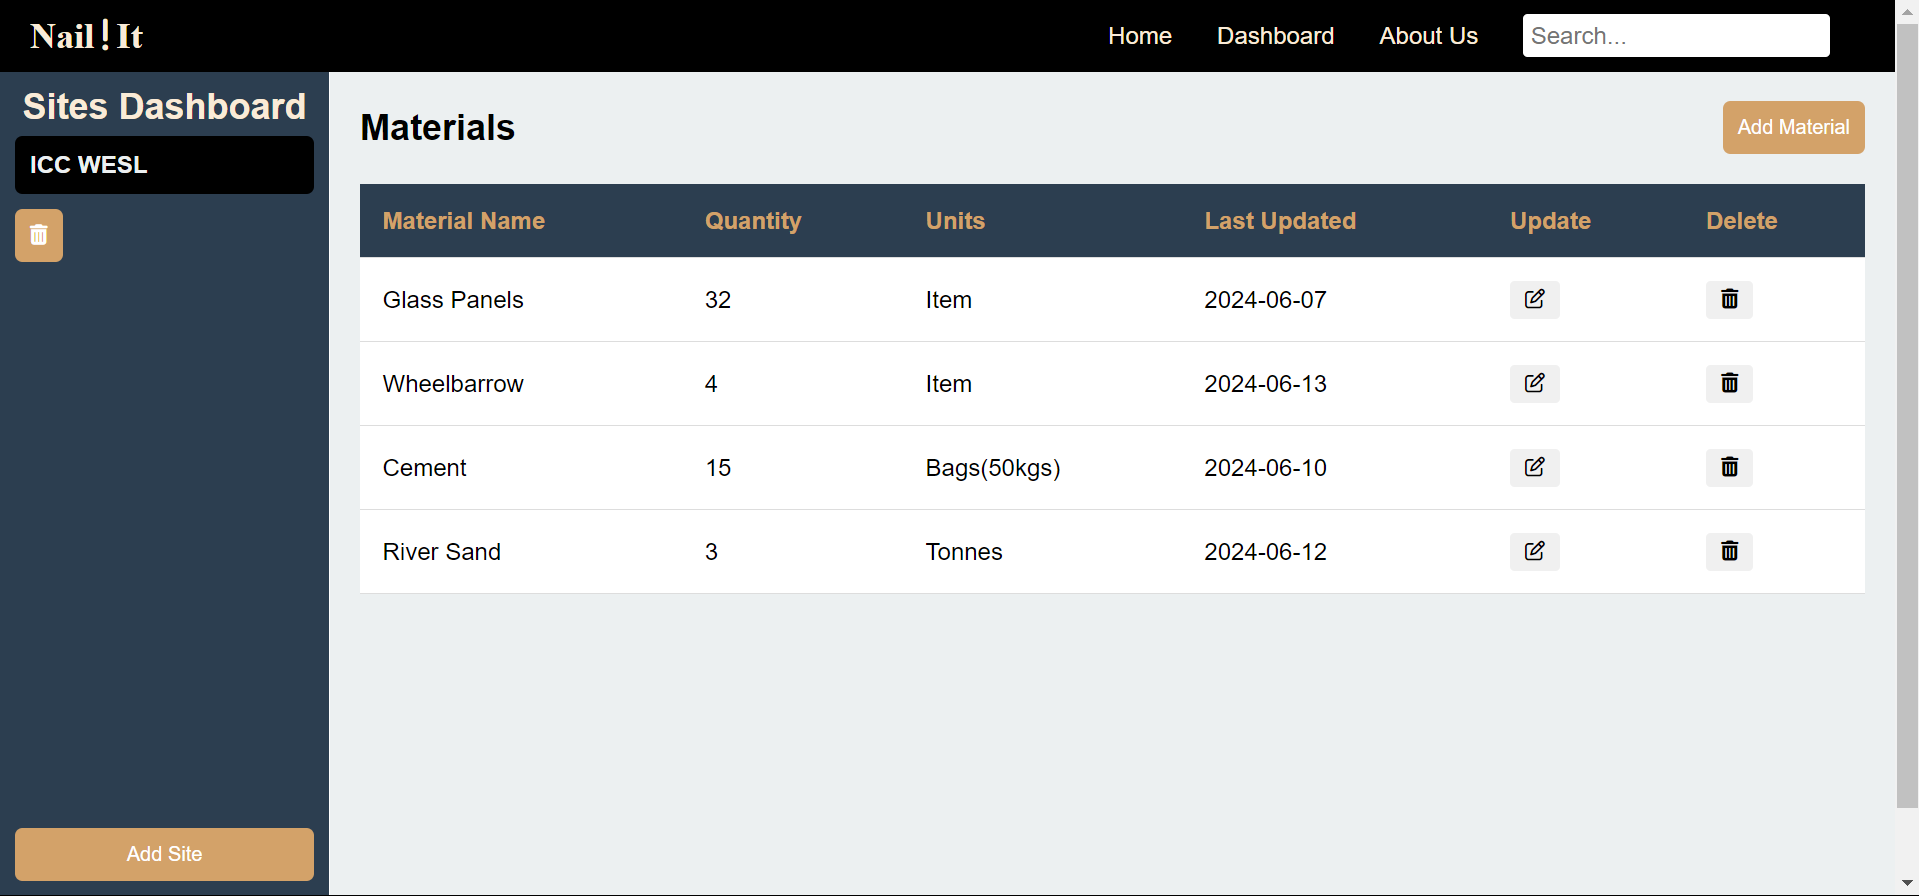 Nail!It
Home Dashboard About Us Search...
Sites Dashboard
ICC WESL
Add Site
Materials
Add Material
Material Name Quantity Units Last Updated Update Delete
Glass Panels 32 Item 2024-06-07
Wheelbarrow 4 Item 2024-06-13
Cement 15 Bags(50kgs) 2024-06-10
River Sand 3 Tonnes 2024-06-12